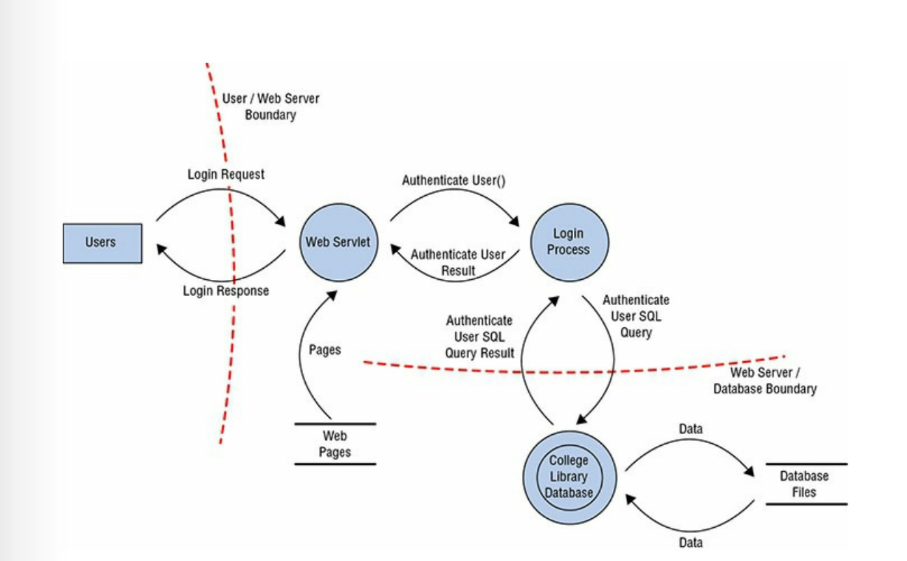 User / Web Server
Boundary
Login Request
Authenticate User()
Users
Web Servlet
Login
Process
Authenticate User
Result
Login Response
Authenticate
User SQL
Query
Authenticate
User SQL
Query Result
Pages
Web Server /
Database Boundary
Web
Pages
Data
College
Library
Database
Database
Files
Data